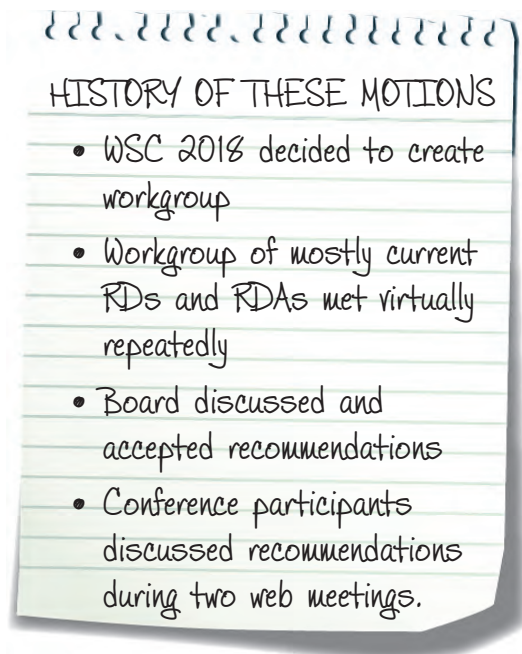 HISTORY OF THESE MOTIONS
• WSC 2018 decided to create
workgroup
• Workgroup of mostly current
RDs and RDAs met virtually
repeatedly
• Board discussed and
accepted recommendations
• Conference participants
discussed recommendations
during two web meetings.